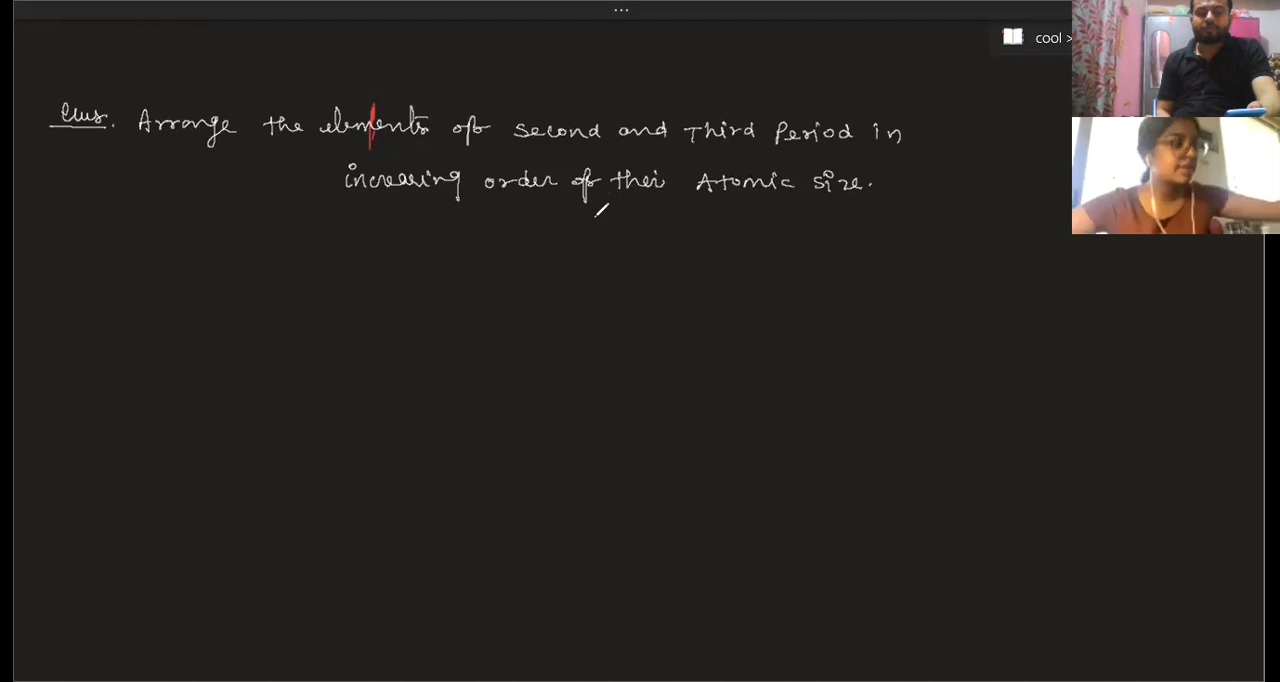 cool >
Ques. Arrange the elements of second and Third Period in
increasing order of their Atomic size.